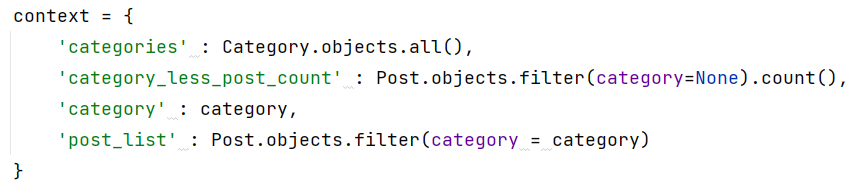 context = {
    'categories' : Category.objects.all(),
    'category_less_post_count' : Post.objects.filter(category=None).count(),
    'category' : category,
    'post_list' : Post.objects.filter(category = category)
}